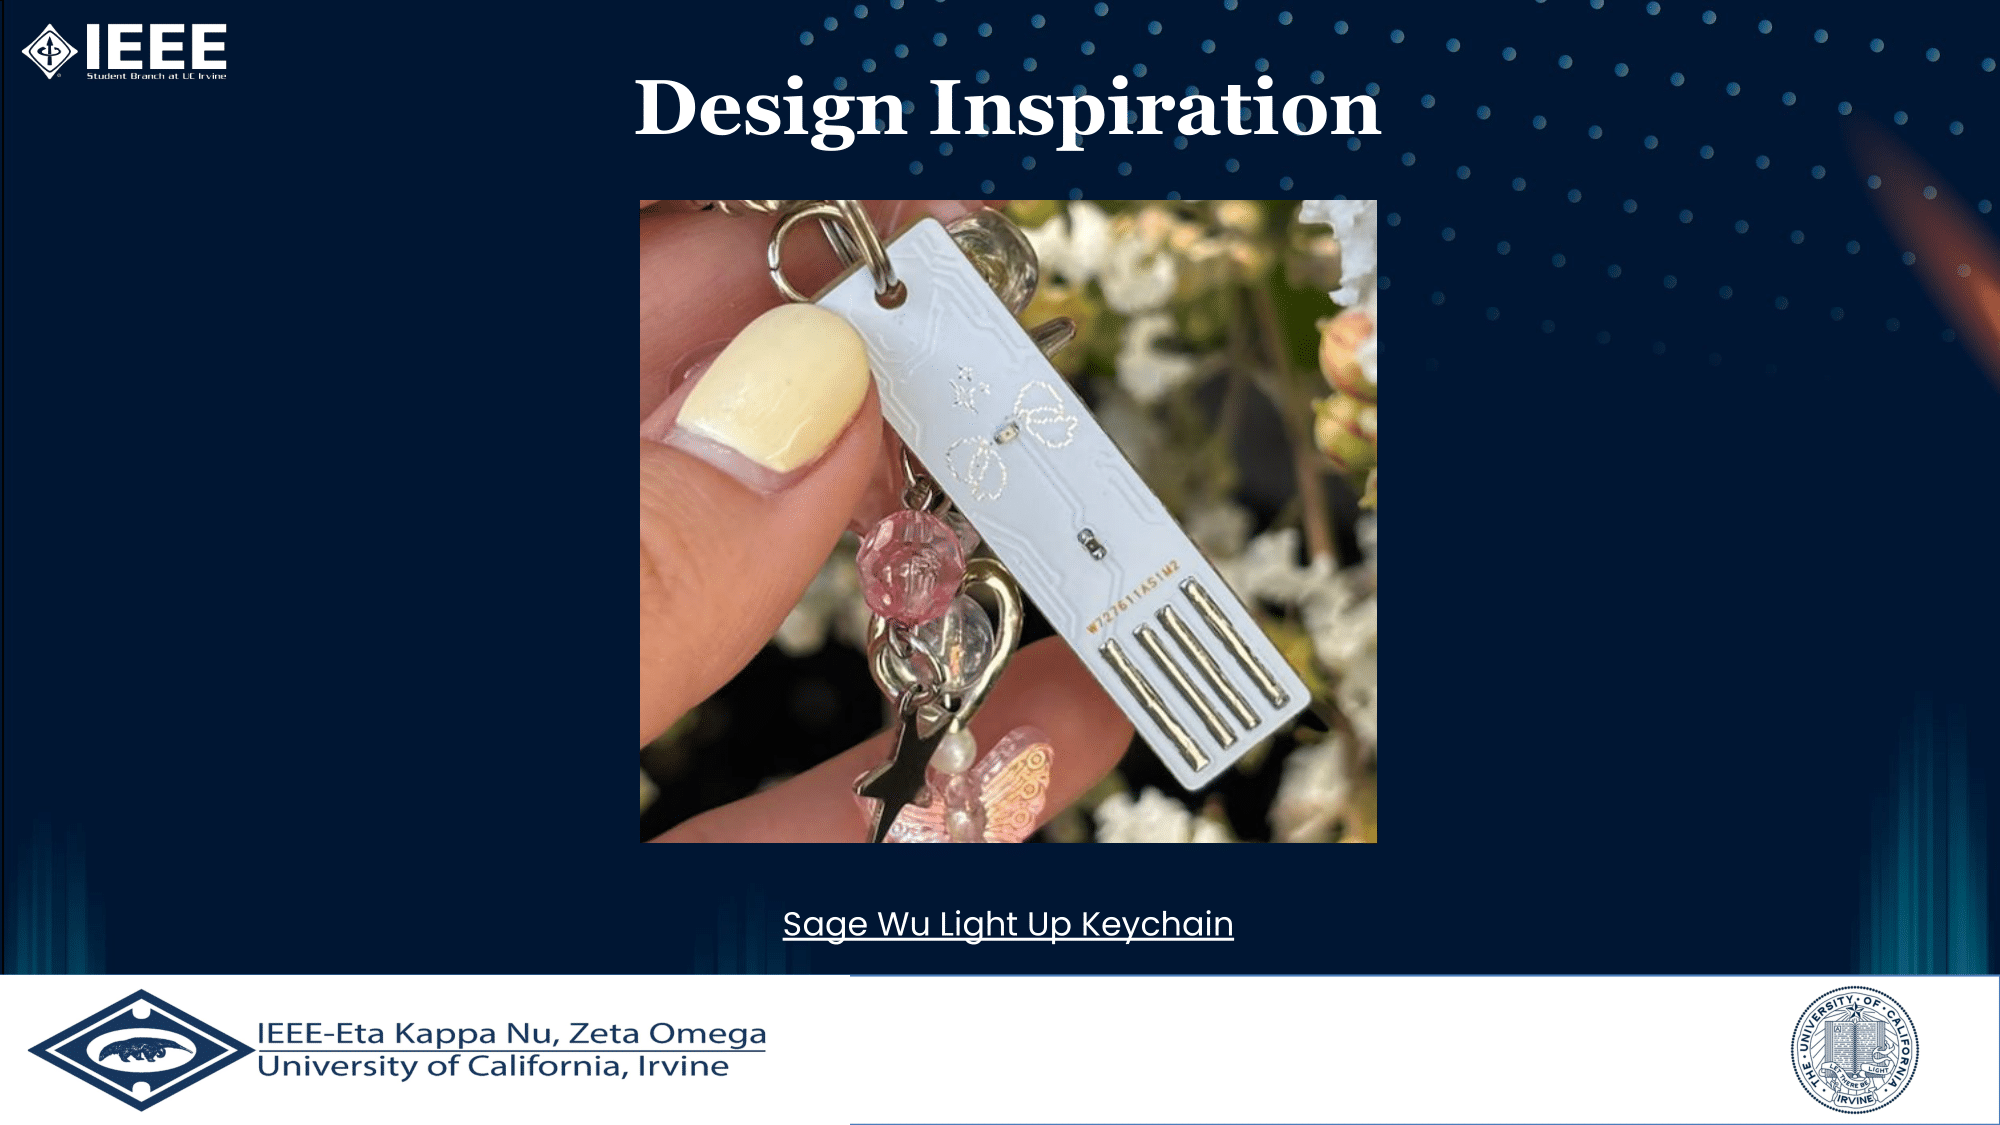 IEEE
Student Branch at UC Irvine
Design Inspiration
W727611AS1M2
Sage Wu Light Up Keychain
IEEE-Eta Kappa Nu, Zeta Omega
University of California, Irvine
THE · UNIVERSITY · OF · CALIFORNIA
LET THERE BE LIGHT
IRVINE